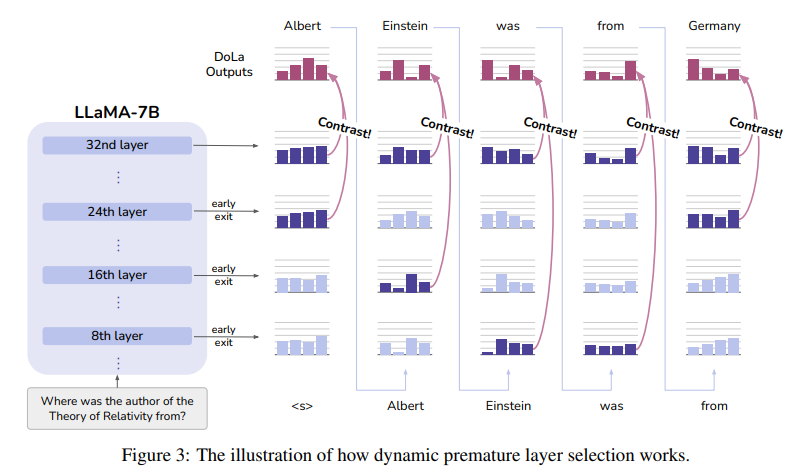 Albert Einstein was from Germany
DoLa
Outputs
LLaMA-7B
Contrast! Contrast! Contrast! Contrast! Contrast!
32nd layer
⋮
24th layer
early
exit
⋮
16th layer
early
exit
⋮
8th layer
early
exit
⋮
Where was the author of the
Theory of Relativity from?
<s> Albert Einstein was from
Figure 3: The illustration of how dynamic premature layer selection works.